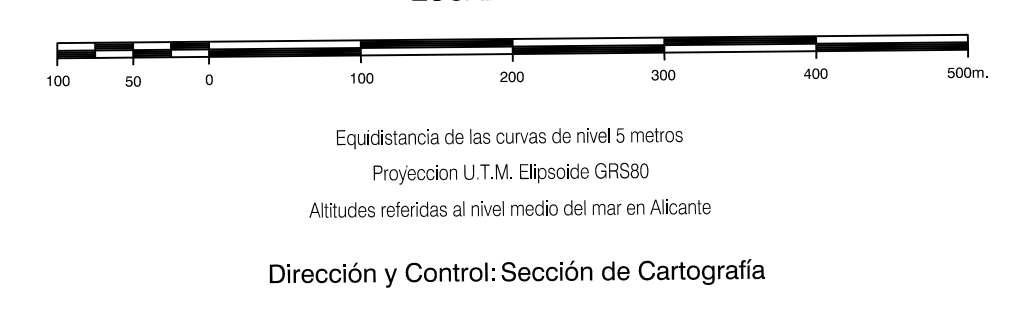 100 50 0 100 200 300 400 500m.
Equidistancia de las curvas de nivel 5 metros
Proyeccion U.T.M. Elipsoide GRS80
Altitudes referidas al nivel medio del mar en Alicante
Dirección y Control: Sección de Cartografía